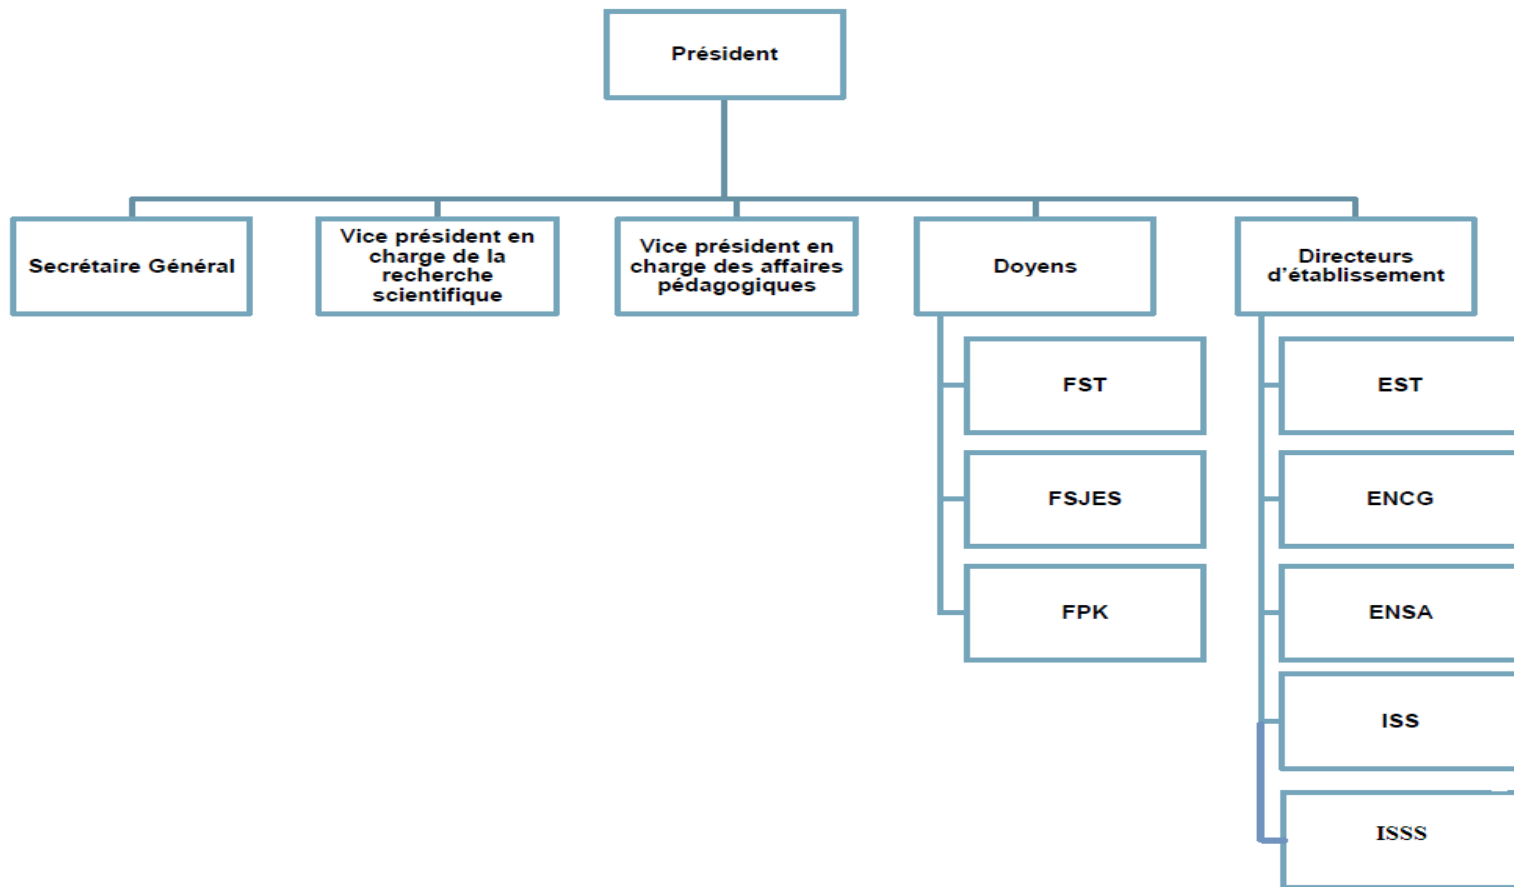 Président
Secrétaire Général
Vice président en
charge de la
recherche
scientifique
Vice président en
charge des affaires
pédagogiques
Doyens
Directeurs
d’établissement
FST
FSJES
FPK
EST
ENCG
ENSA
ISS
ISSS